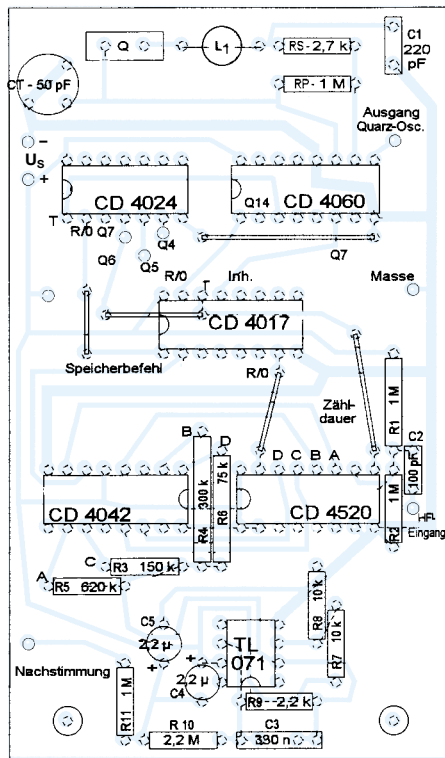 Q
L1
RS-2,7 k
C1
220
pF
CT-50 pF
RP-1 M
Ausgang
Quarz-Osc.
−
US
+
CD 4024
Q14
CD 4060
T
R/0
Q7
Q4
Q6
Q5
Q7
R/0
Inh.
Masse
T
CD 4017
Speicherbefehl
R/0
Zähl-
dauer
R1 1 M
B
D
D C B A
C2
100 pF
R4 300 k
R6 75 k
CD 4042
CD 4520
R2 1 M
HF-
Eingang
C
R3 150 k
A
R5 620 k
R8 10 k
R7 10 k
C5
2,2 µ
+
TL
071
Nachstimmung
+
2,2 µ
C4
R9-2,2 k
R11 1 M
R 10
2,2 M
C3
330 n